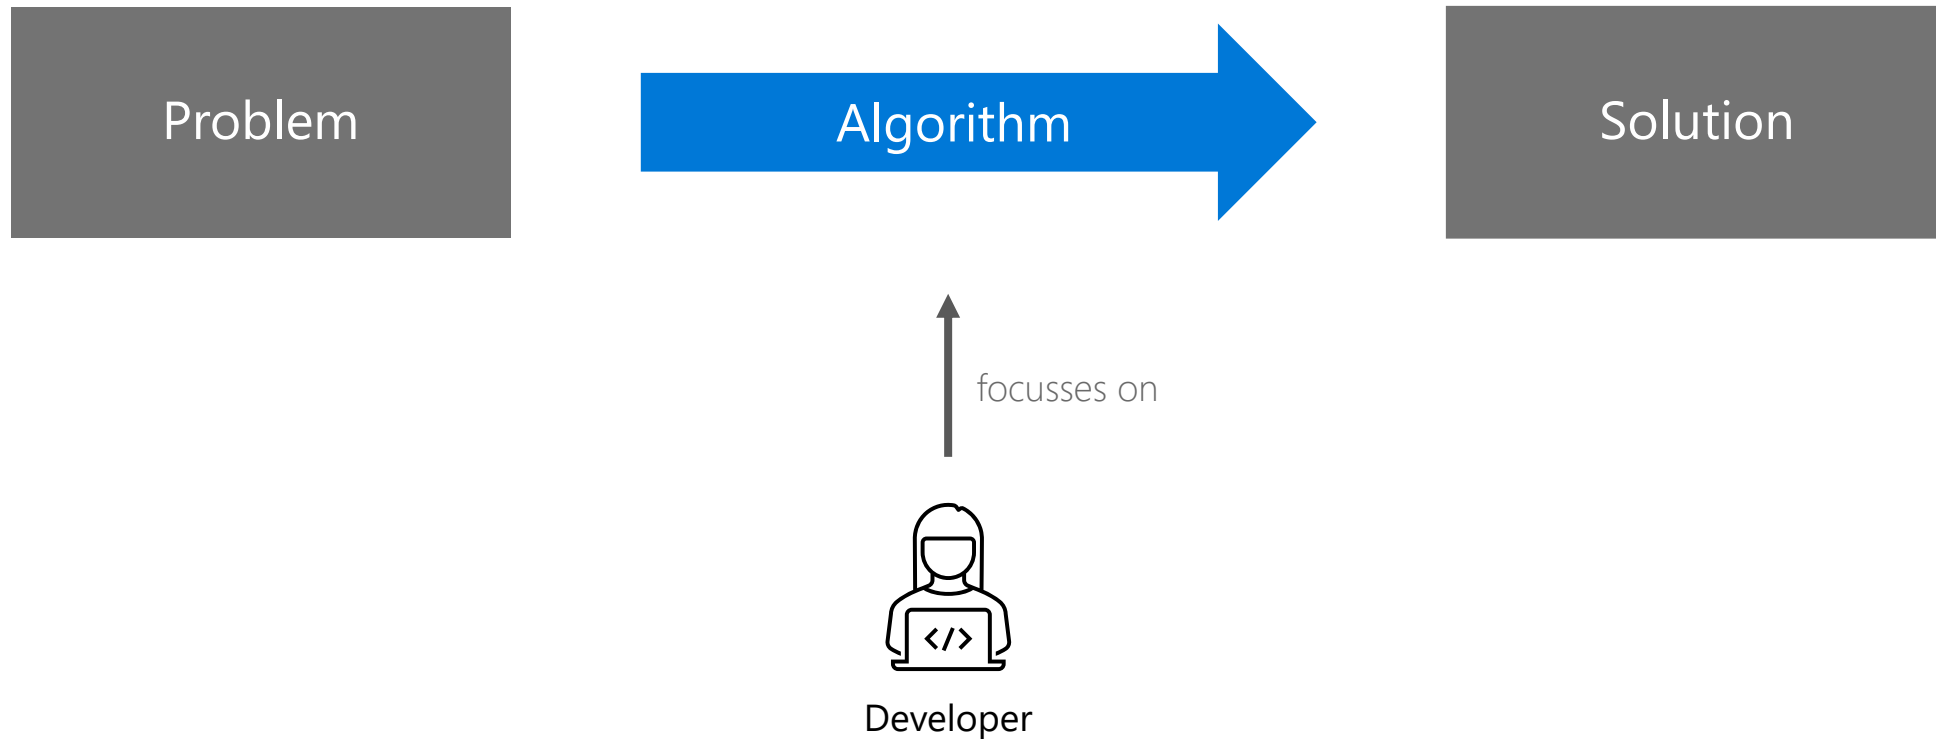 Problem
Algorithm
Solution
focusses on
</>
Developer